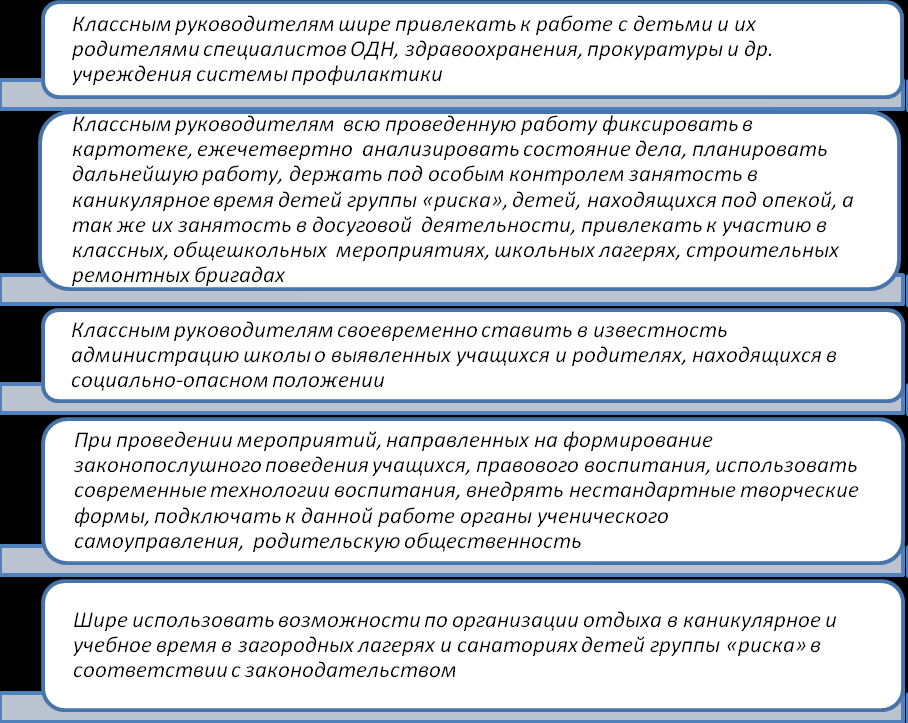 Классным руководителям шире привлекать к работе с детьми и их
родителями специалистов ОДН, здравоохранения, прокуратуры и др.
учреждения системы профилактики
Классным руководителям всю проведенную работу фиксировать в
картотеке, ежечетвертно анализировать состояние дела, планировать
дальнейшую работу, держать под особым контролем занятость в
каникулярное время детей группы «риска», детей, находящихся под опекой, а
так же их занятость в досуговой деятельности, привлекать к участию в
классных, общешкольных мероприятиях, школьных лагерях, строительных
ремонтных бригадах
Классным руководителям своевременно ставить в известность
администрацию школы о выявленных учащихся и родителях, находящихся в
социально-опасном положении
При проведении мероприятий, направленных на формирование
законопослушного поведения учащихся, правового воспитания, использовать
современные технологии воспитания, внедрять нестандартные творческие
формы, подключать к данной работе органы ученического
самоуправления, родительскую общественность
Шире использовать возможности по организации отдыха в каникулярное и
учебное время в загородных лагерях и санаториях детей группы «риска» в
соответствии с законодательством